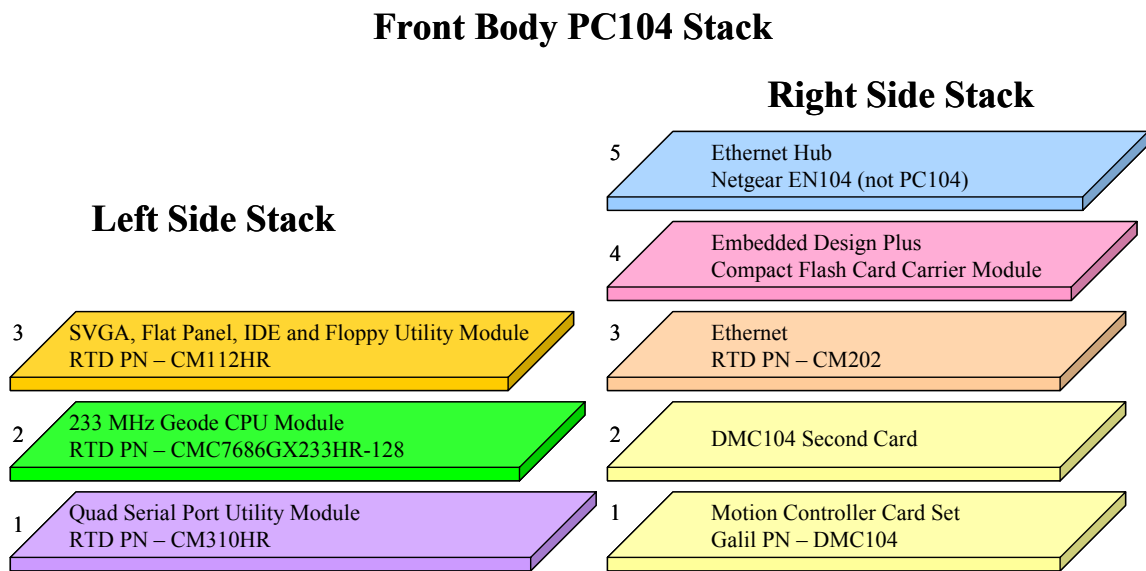 Front Body PC104 Stack
Left Side Stack
3
SVGA, Flat Panel, IDE and Floppy Utility Module
RTD PN – CM112HR
2
233 MHz Geode CPU Module
RTD PN – CMC7686GX233HR-128
1
Quad Serial Port Utility Module
RTD PN – CM310HR
Right Side Stack
5
Ethernet Hub
Netgear EN104 (not PC104)
4
Embedded Design Plus
Compact Flash Card Carrier Module
3
Ethernet
RTD PN – CM202
2
DMC104 Second Card
1
Motion Controller Card Set
Galil PN – DMC104